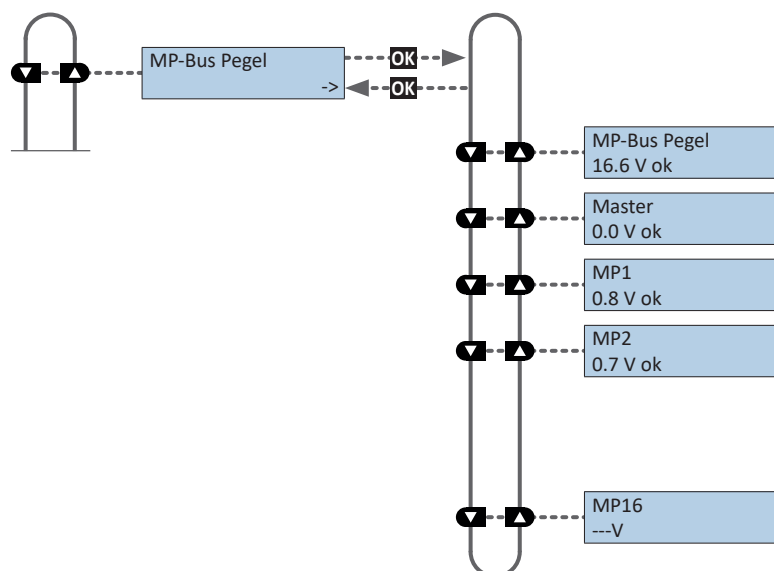 MP-Bus Pegel
->
OK
OK
MP-Bus Pegel
16.6 V ok
Master
0.0 V ok
MP1
0.8 V ok
MP2
0.7 V ok
MP16
---V